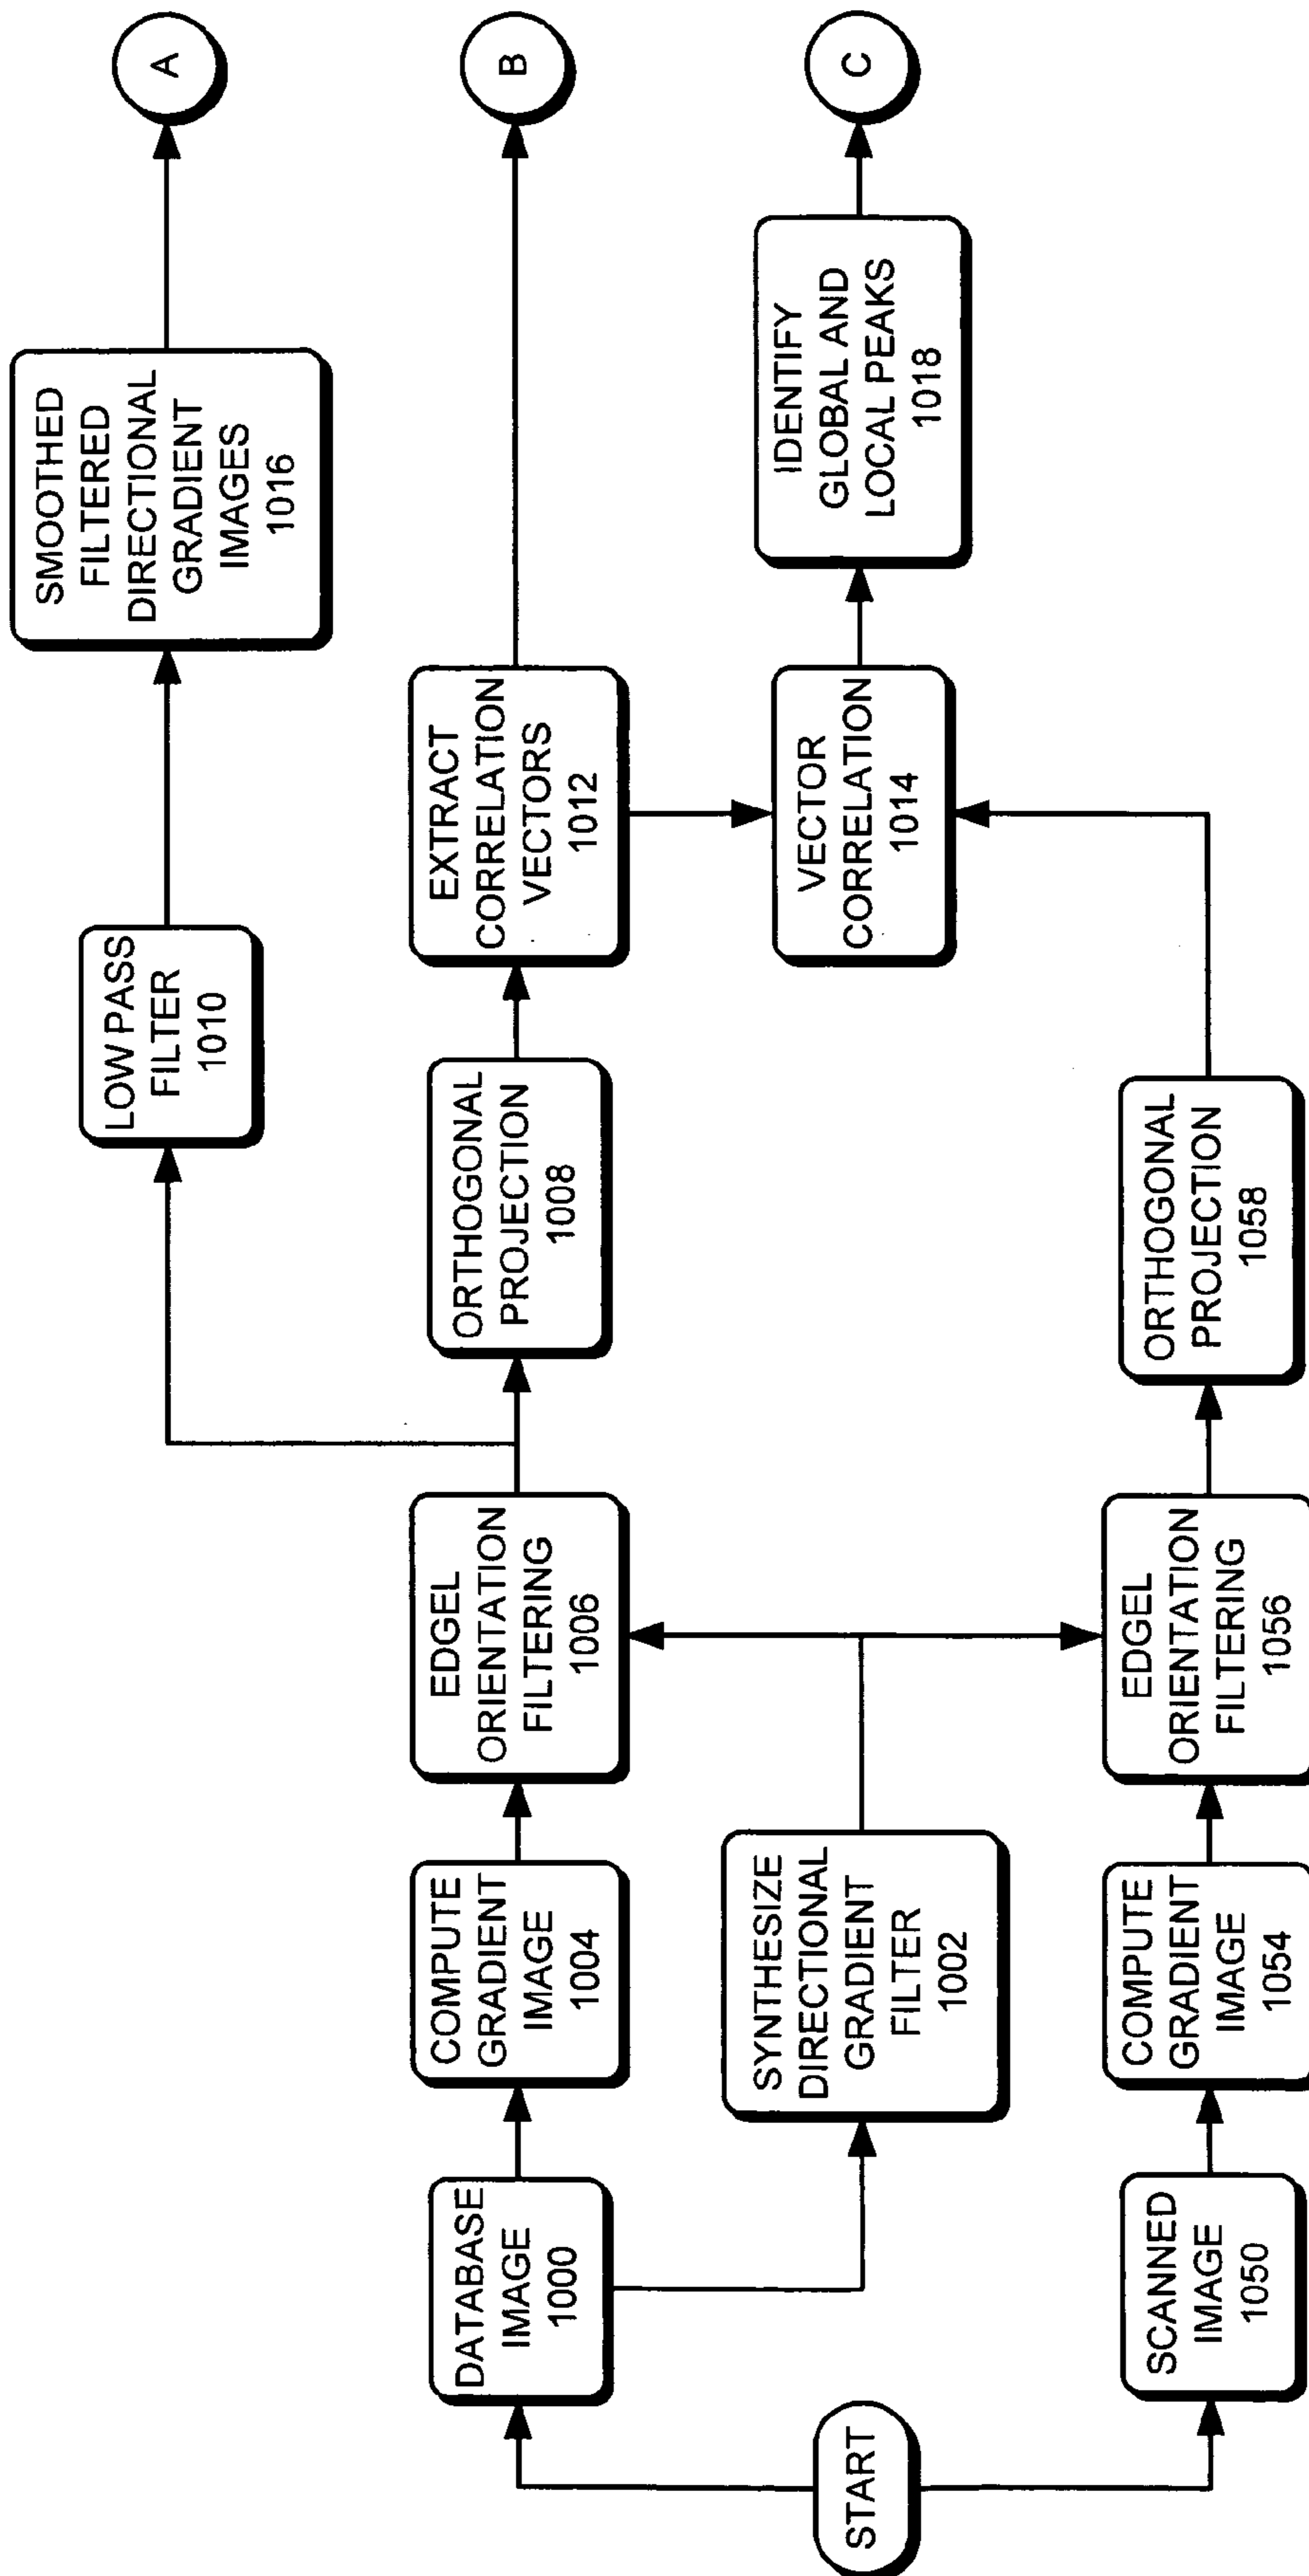 START
DATABASE
IMAGE
1000
COMPUTE
GRADIENT
IMAGE
1004
EDGEL
ORIENTATION
FILTERING
1006
LOW PASS
FILTER
1010
SMOOTHED
FILTERED
DIRECTIONAL
GRADIENT
IMAGES
1016
A
ORTHOGONAL
PROJECTION
1008
EXTRACT
CORRELATION
VECTORS
1012
B
SYNTHESIZE
DIRECTIONAL
GRADIENT
FILTER
1002
VECTOR
CORRELATION
1014
IDENTIFY
GLOBAL AND
LOCAL PEAKS
1018
C
SCANNED
IMAGE
1050
COMPUTE
GRADIENT
IMAGE
1054
EDGEL
ORIENTATION
FILTERING
1056
ORTHOGONAL
PROJECTION
1058